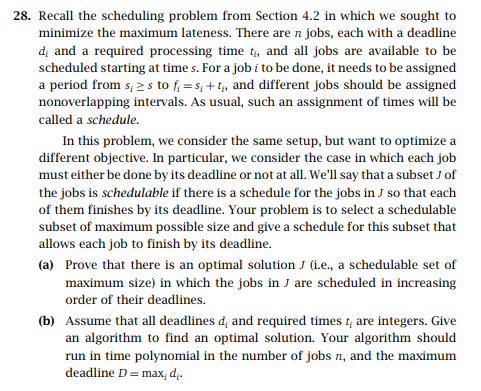 28. Recall the scheduling problem from Section 4.2 in which we sought to
minimize the maximum lateness. There are n jobs, each with a deadline
dᵢ and a required processing time tᵢ, and all jobs are available to be
scheduled starting at time s. For a job i to be done, it needs to be assigned
a period from sᵢ ≥ s to fᵢ = sᵢ + tᵢ, and different jobs should be assigned
nonoverlapping intervals. As usual, such an assignment of times will be
called a schedule.
In this problem, we consider the same setup, but want to optimize a
different objective. In particular, we consider the case in which each job
must either be done by its deadline or not at all. We'll say that a subset J of
the jobs is schedulable if there is a schedule for the jobs in J so that each
of them finishes by its deadline. Your problem is to select a schedulable
subset of maximum possible size and give a schedule for this subset that
allows each job to finish by its deadline.
(a) Prove that there is an optimal solution J (i.e., a schedulable set of
maximum size) in which the jobs in J are scheduled in increasing
order of their deadlines.
(b) Assume that all deadlines dᵢ and required times tᵢ are integers. Give
an algorithm to find an optimal solution. Your algorithm should
run in time polynomial in the number of jobs n, and the maximum
deadline D = maxᵢ dᵢ.